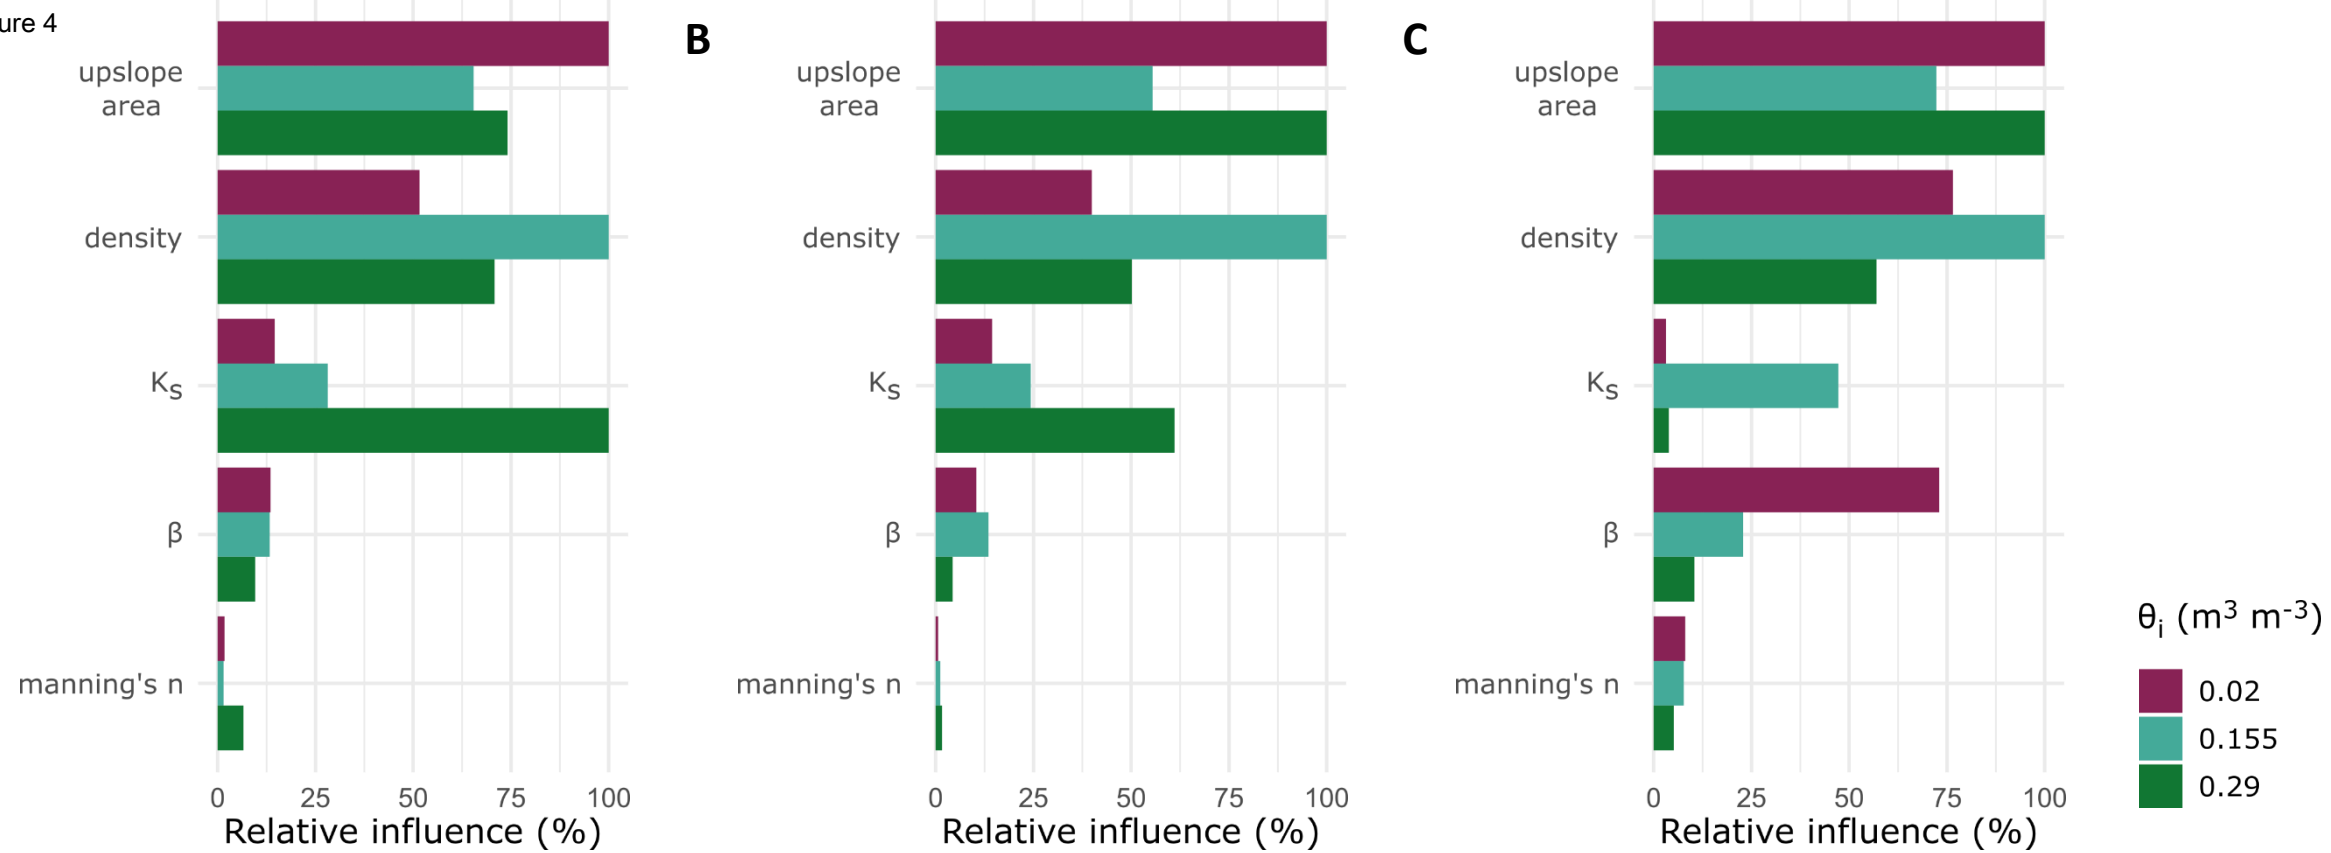 ure 4
upslope
area
density
Ks
β
manning's n
0 25 50 75 100
Relative influence (%)
B
upslope
area
density
Ks
β
manning's n
0 25 50 75 100
Relative influence (%)
C
upslope
area
density
Ks
β
manning's n
0 25 50 75 100
Relative influence (%)
θi (m³ m⁻³)
0.02
0.155
0.29